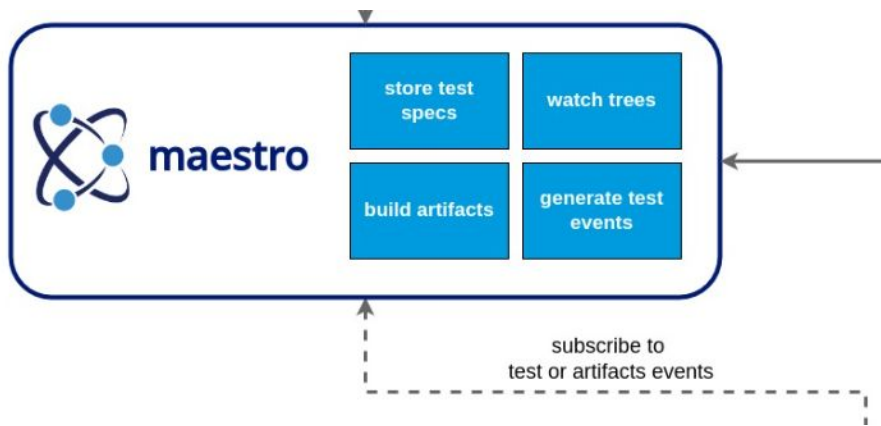 store test
specs
watch trees
maestro
build artifacts
generate test
events
subscribe to
test or artifacts events